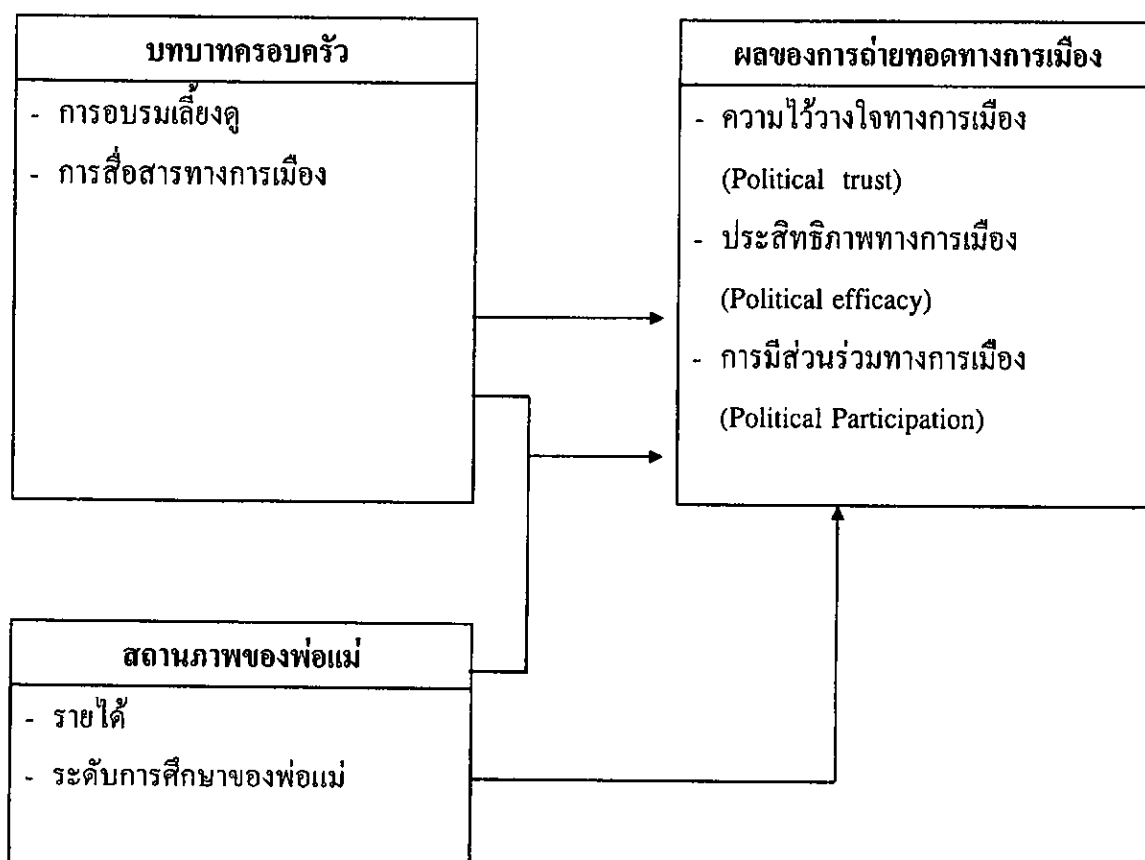 บทบาทครอบครัว
- การอบรมเลี้ยงดู
- การสื่อสารทางการเมือง
ผลของการถ่ายทอดทางการเมือง
- ความไว้วางใจทางการเมือง
(Political trust)
- ประสิทธิภาพทางการเมือง
(Political efficacy)
- การมีส่วนร่วมทางการเมือง
(Political Participation)
สถานภาพของพ่อแม่
- รายได้
- ระดับการศึกษาของพ่อแม่